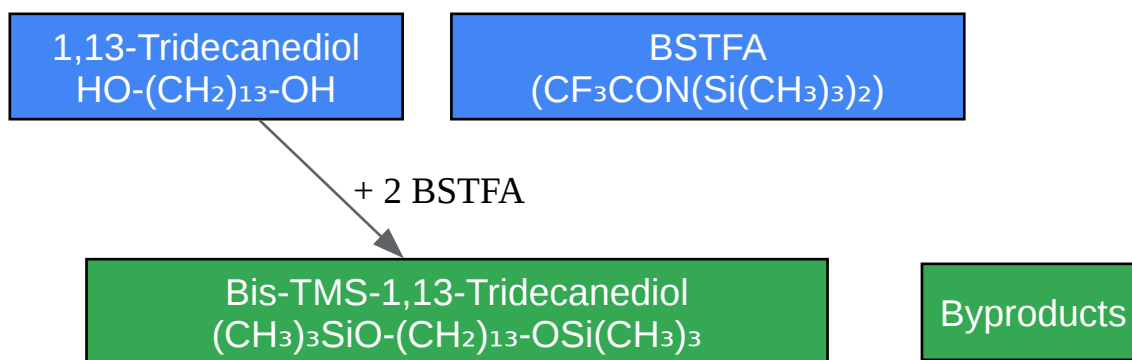 1,13-Tridecanediol
HO-(CH₂)₁₃-OH
BSTFA
(CF₃CON(Si(CH₃)₃)₂)
+ 2 BSTFA
Bis-TMS-1,13-Tridecanediol
(CH₃)₃SiO-(CH₂)₁₃-OSi(CH₃)₃
Byproducts